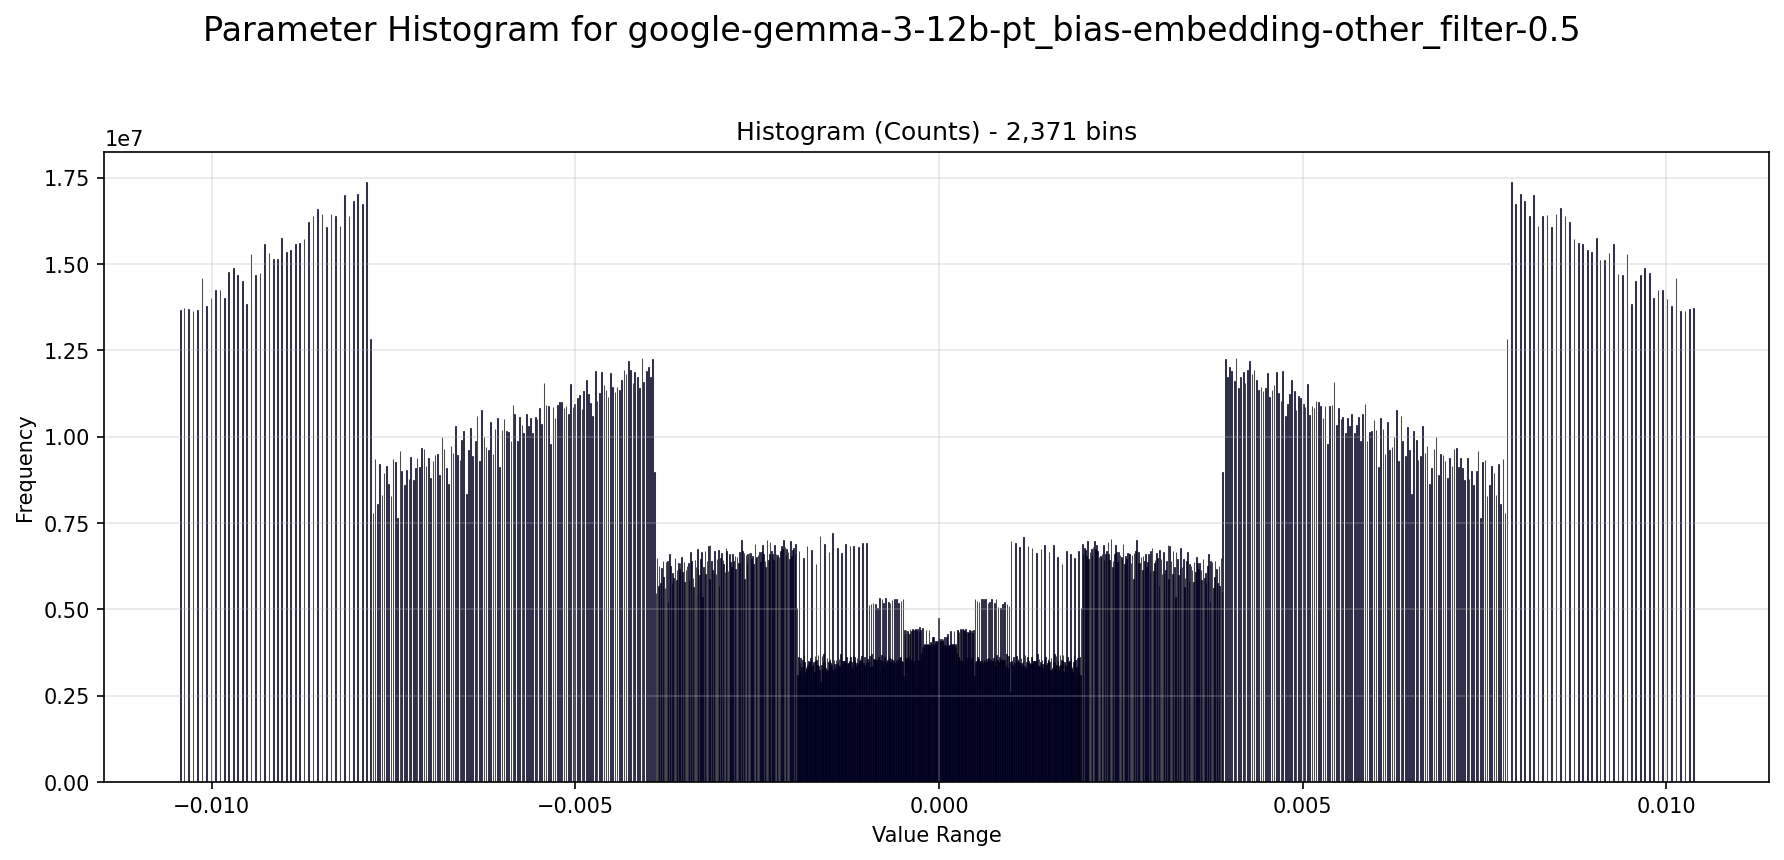 Parameter Histogram for google-gemma-3-12b-pt_bias-embedding-other_filter-0.5
Histogram (Counts) - 2,371 bins
1e7
1.75
1.50
1.25
1.00
0.75
0.50
0.25
0.00
Frequency
−0.010
−0.005
0.000
0.005
0.010
Value Range